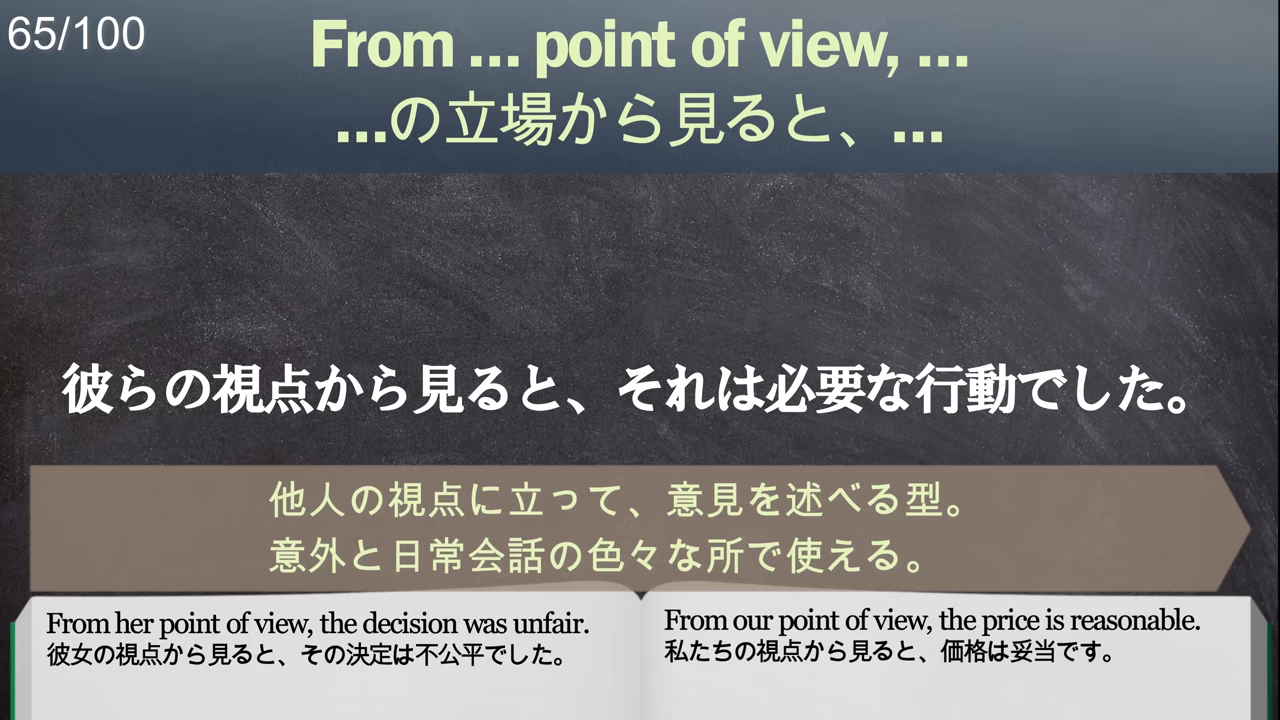 65/100
From ... point of view, ...
...の立場から見ると、...
彼らの視点から見ると、それは必要な行動でした。
他人の視点に立って、意見を述べる型。
意外と日常会話の色々な所で使える。
From her point of view, the decision was unfair.
彼女の視点から見ると、その決定は不公平でした。
From our point of view, the price is reasonable.
私たちの視点から見ると、価格は妥当です。